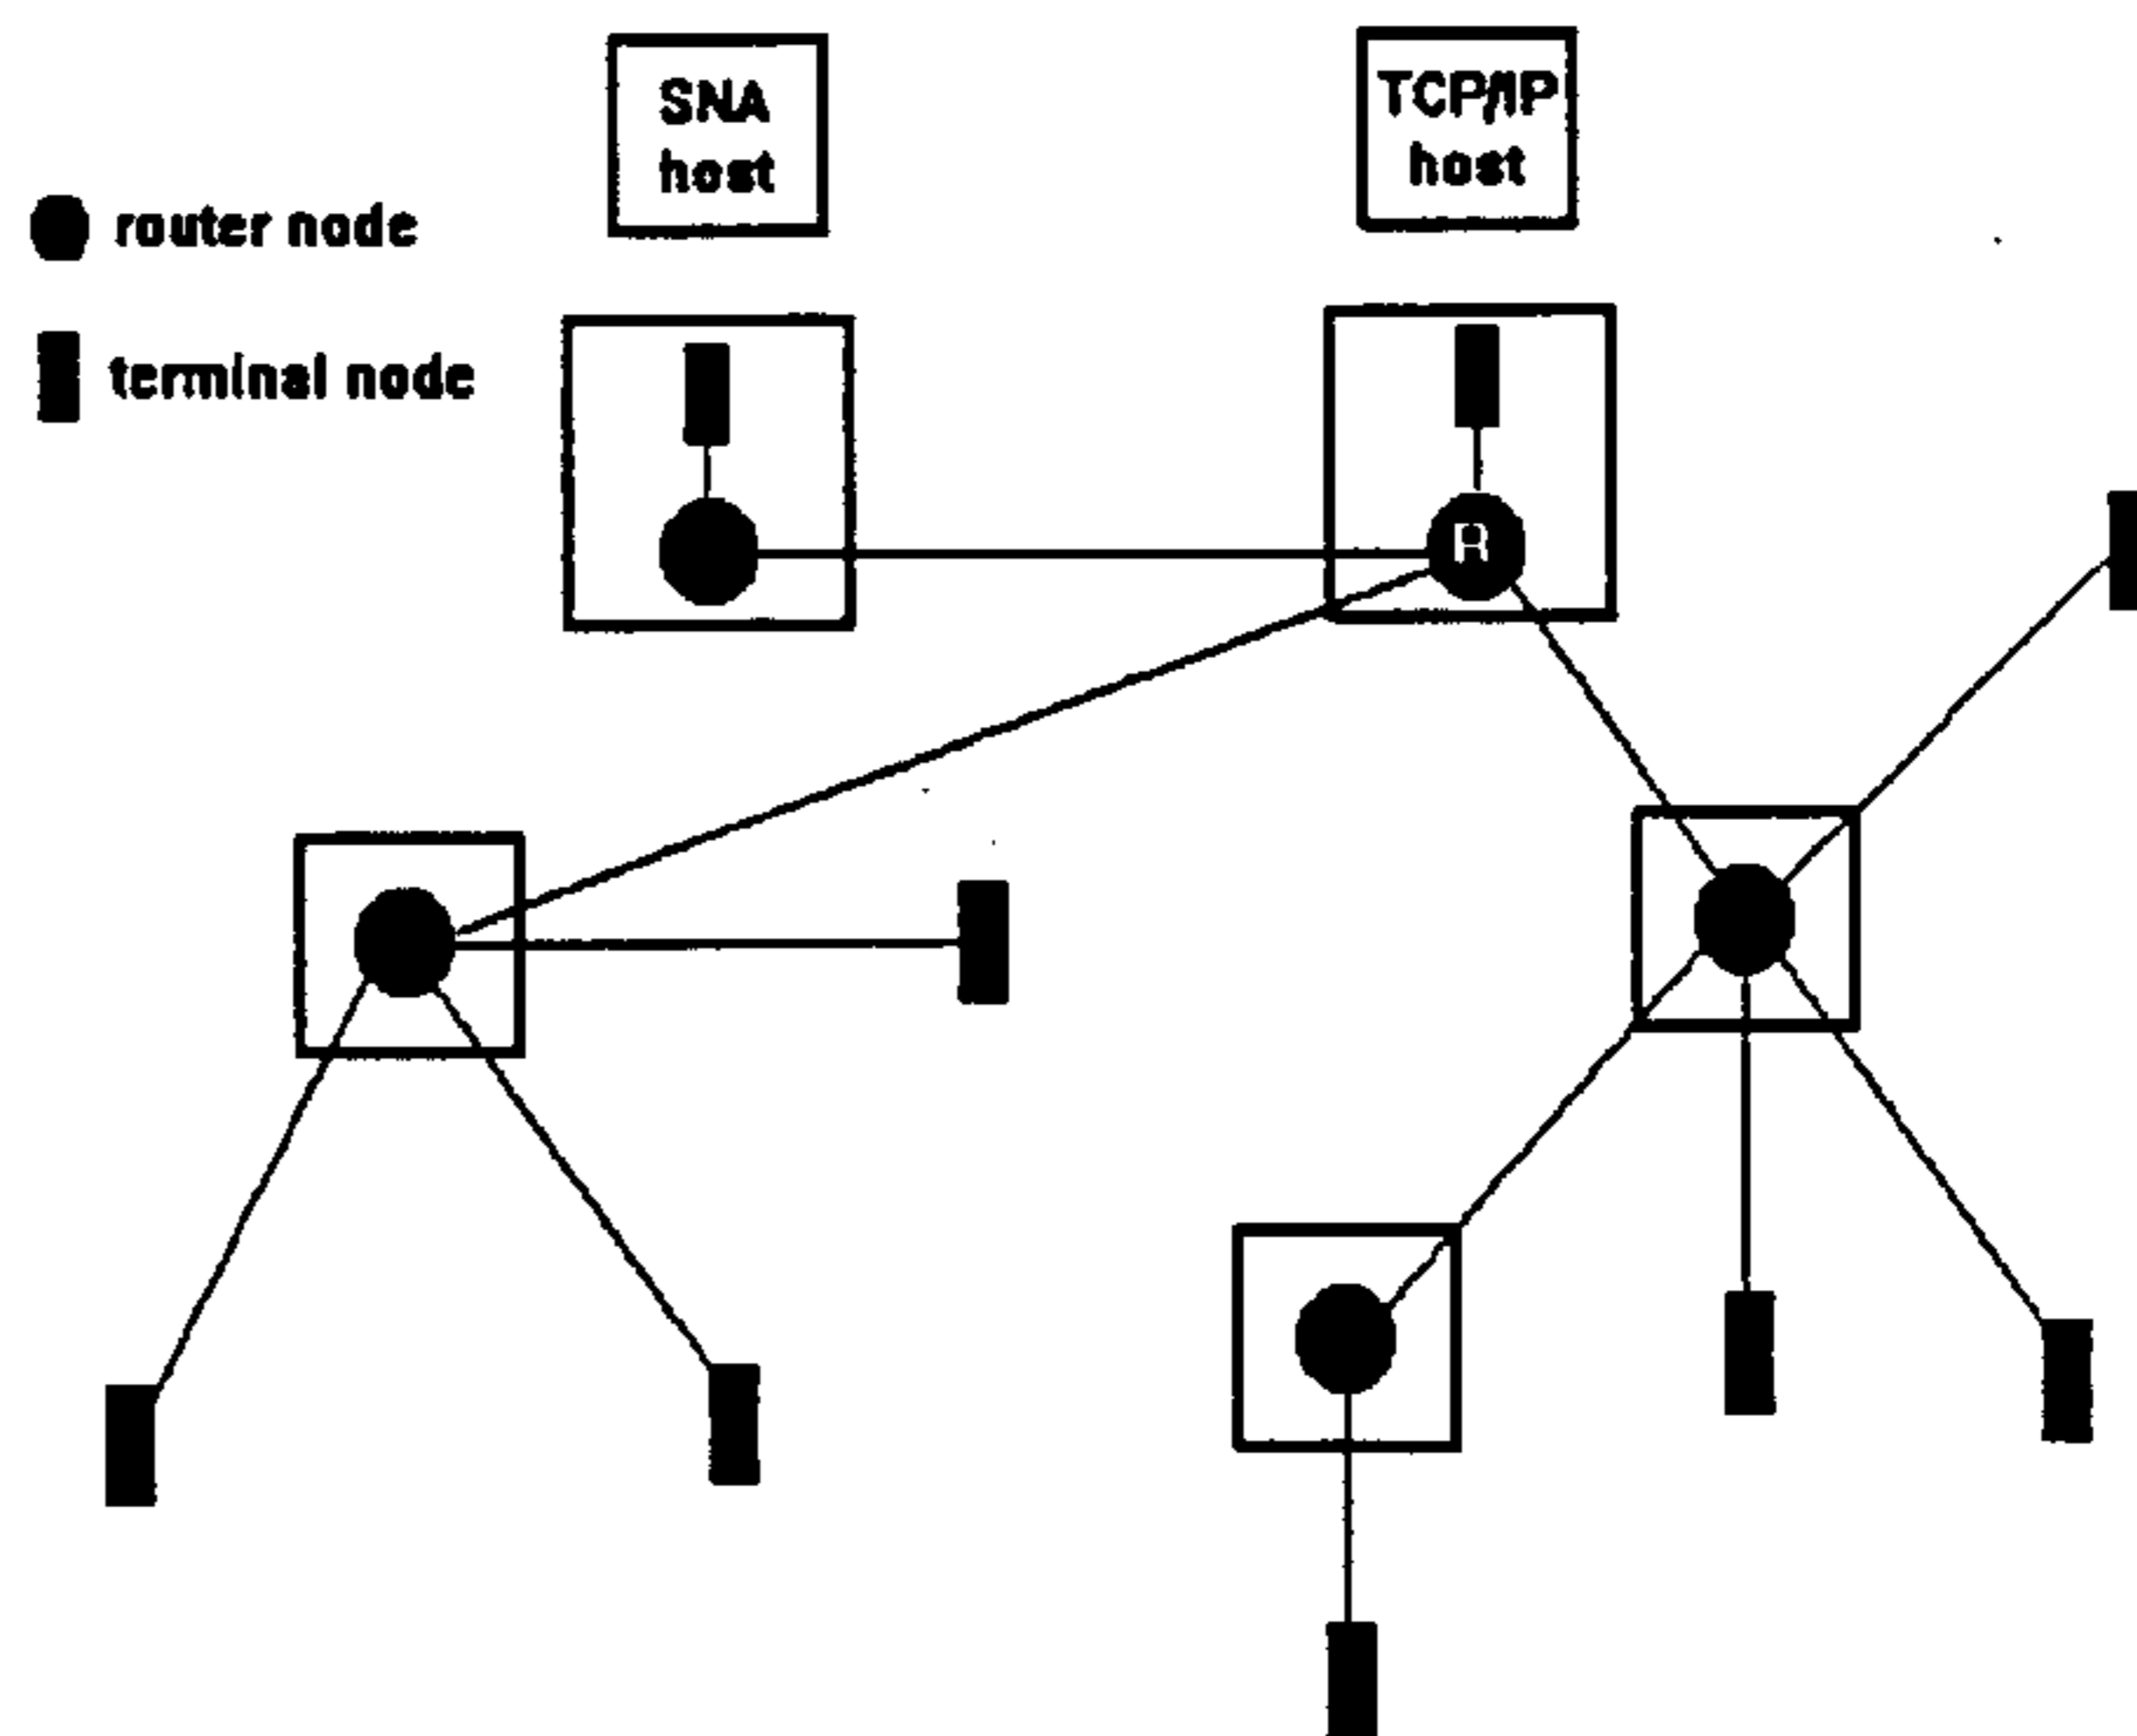 SNA
host
TCP/IP
host
router node
terminal node
R